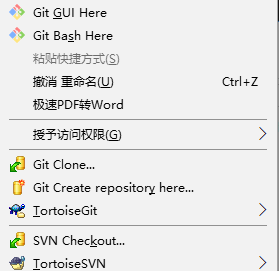 Git GUI Here
Git Bash Here
粘贴快捷方式(S)
撤消 重命名(U) Ctrl+Z
极速PDF转Word
授予访问权限(G)
Git Clone...
Git Create repository here...
TortoiseGit
SVN Checkout...
TortoiseSVN